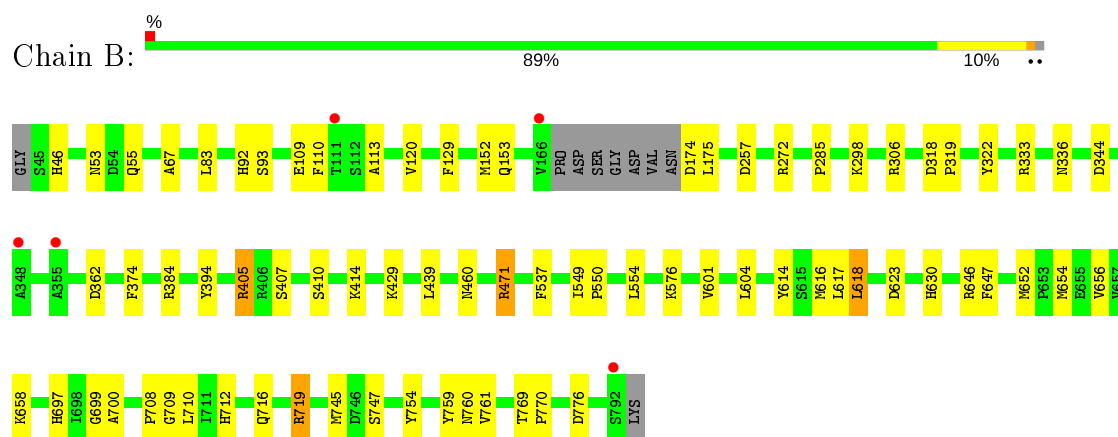 %
Chain B:
89% 10% ••
GLY S45 H46 N53 D54 Q55 A67 L83 H92 S93 E109 F110 T111 S112 A113 V120 F129 M152 Q153 V166 PRO ASP SER GLY ASP VAL ASN D174 L175 D257 R272 P285 K298 R306 D318 P319 Y322 R333 N336 D344
A348 A355 D362 F374 R384 Y394 R405 R406 S407 S410 K414 K429 L439 N460 R471 F537 I549 P550 L554 K576 V601 L604 Y614 S615 M616 L617 L618 D623 H630 R646 F647 M652 P653 M654 E655 V656 V657
K658 H697 I698 G699 A700 P708 G709 L710 I711 H712 Q716 R719 M745 D746 S747 Y754 Y759 N760 V761 T769 P770 D776 S792 LYS